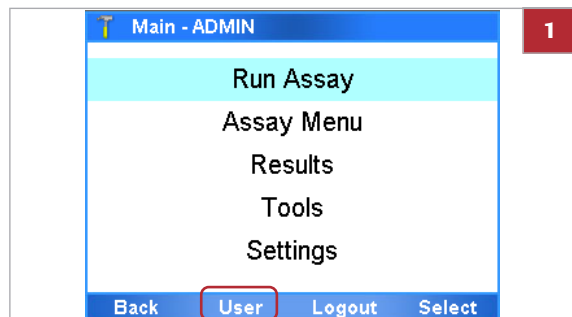 Main - ADMIN
1
Run Assay
Assay Menu
Results
Tools
Settings
Back User Logout Select